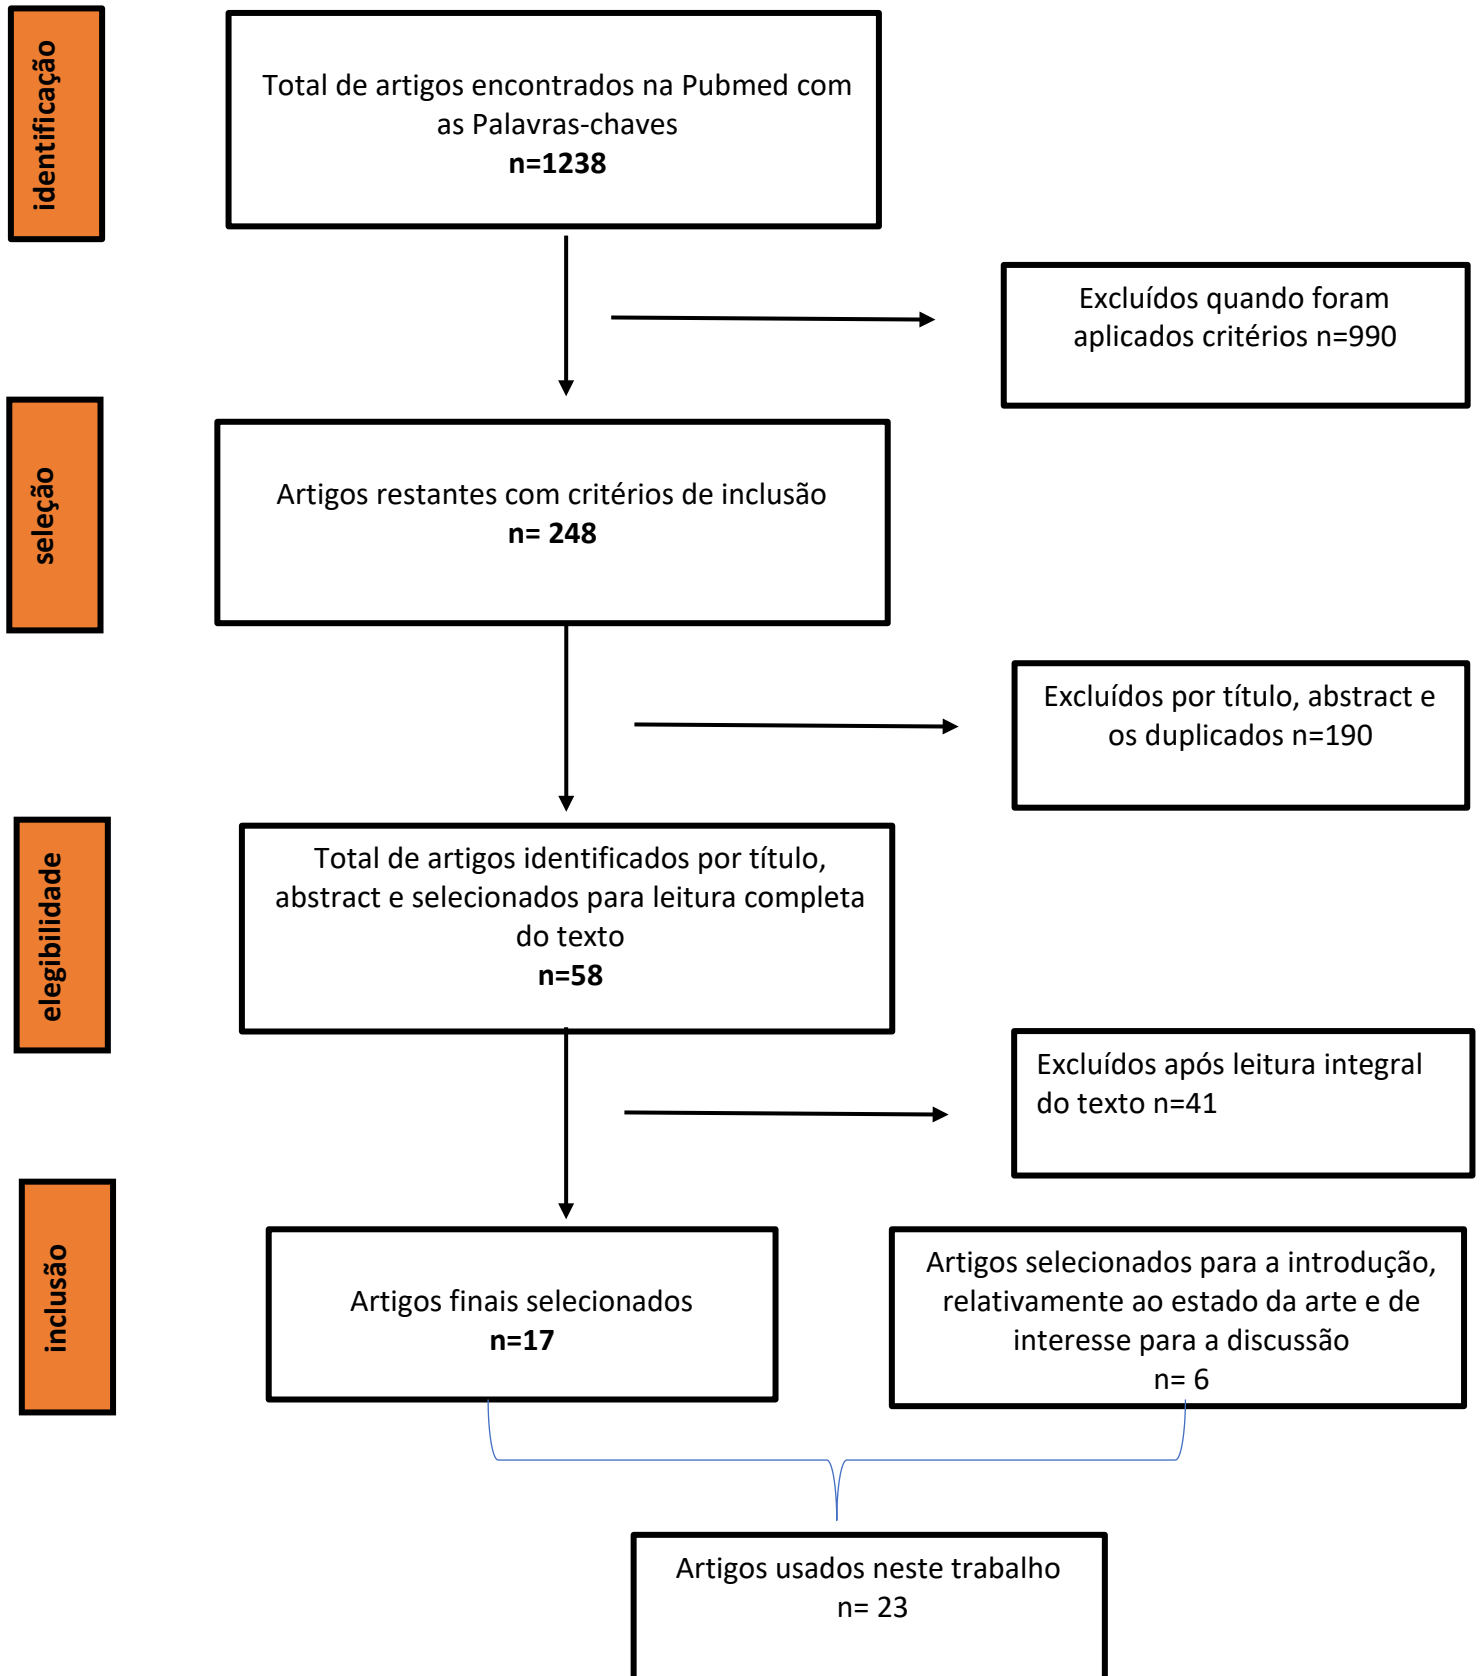 identificação
Total de artigos encontrados na Pubmed com
as Palavras-chaves
n=1238
Excluídos quando foram
aplicados critérios n=990
seleção
Artigos restantes com critérios de inclusão
n= 248
Excluídos por título, abstract e
os duplicados n=190
elegibilidade
Total de artigos identificados por título,
abstract e selecionados para leitura completa
do texto
n=58
Excluídos após leitura integral
do texto n=41
inclusão
Artigos finais selecionados
n=17
Artigos selecionados para a introdução,
relativamente ao estado da arte e de
interesse para a discussão
n= 6
Artigos usados neste trabalho
n= 23